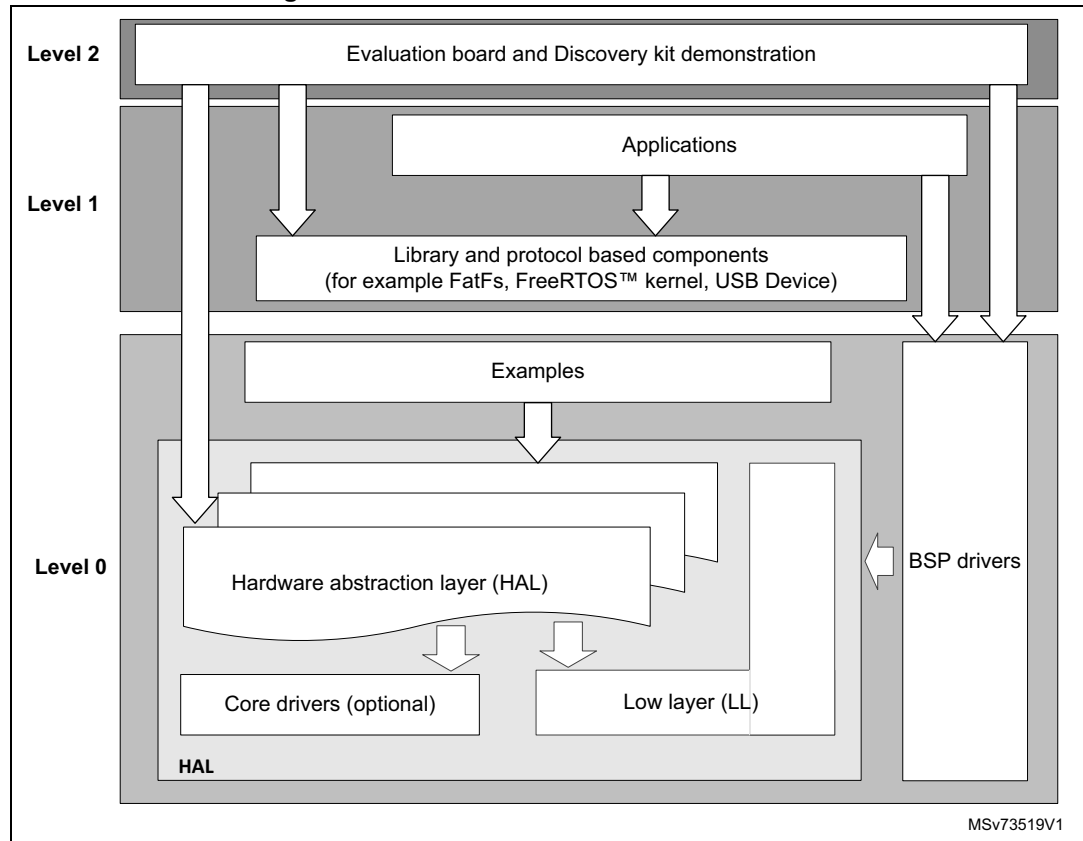 Level 2
Evaluation board and Discovery kit demonstration
Applications
Level 1
Library and protocol based components
(for example FatFs, FreeRTOS™ kernel, USB Device)
Examples
Level 0
Hardware abstraction layer (HAL)
BSP drivers
Core drivers (optional)
Low layer (LL)
HAL
MSv73519V1